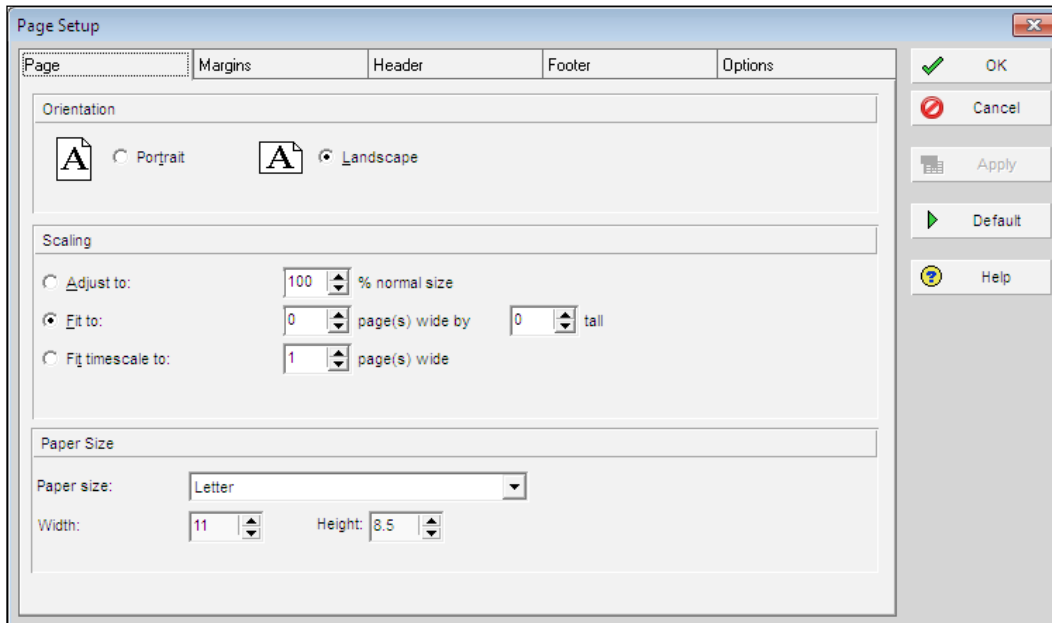 Page Setup
Page Margins Header Footer Options
OK
Orientation
Cancel
A Portrait A Landscape
Apply
Default
Scaling
Adjust to: 100 % normal size
Help
Fit to: 0 page(s) wide by 0 tall
Fit timescale to: 1 page(s) wide
Paper Size
Paper size: Letter
Width: 11 Height: 8.5